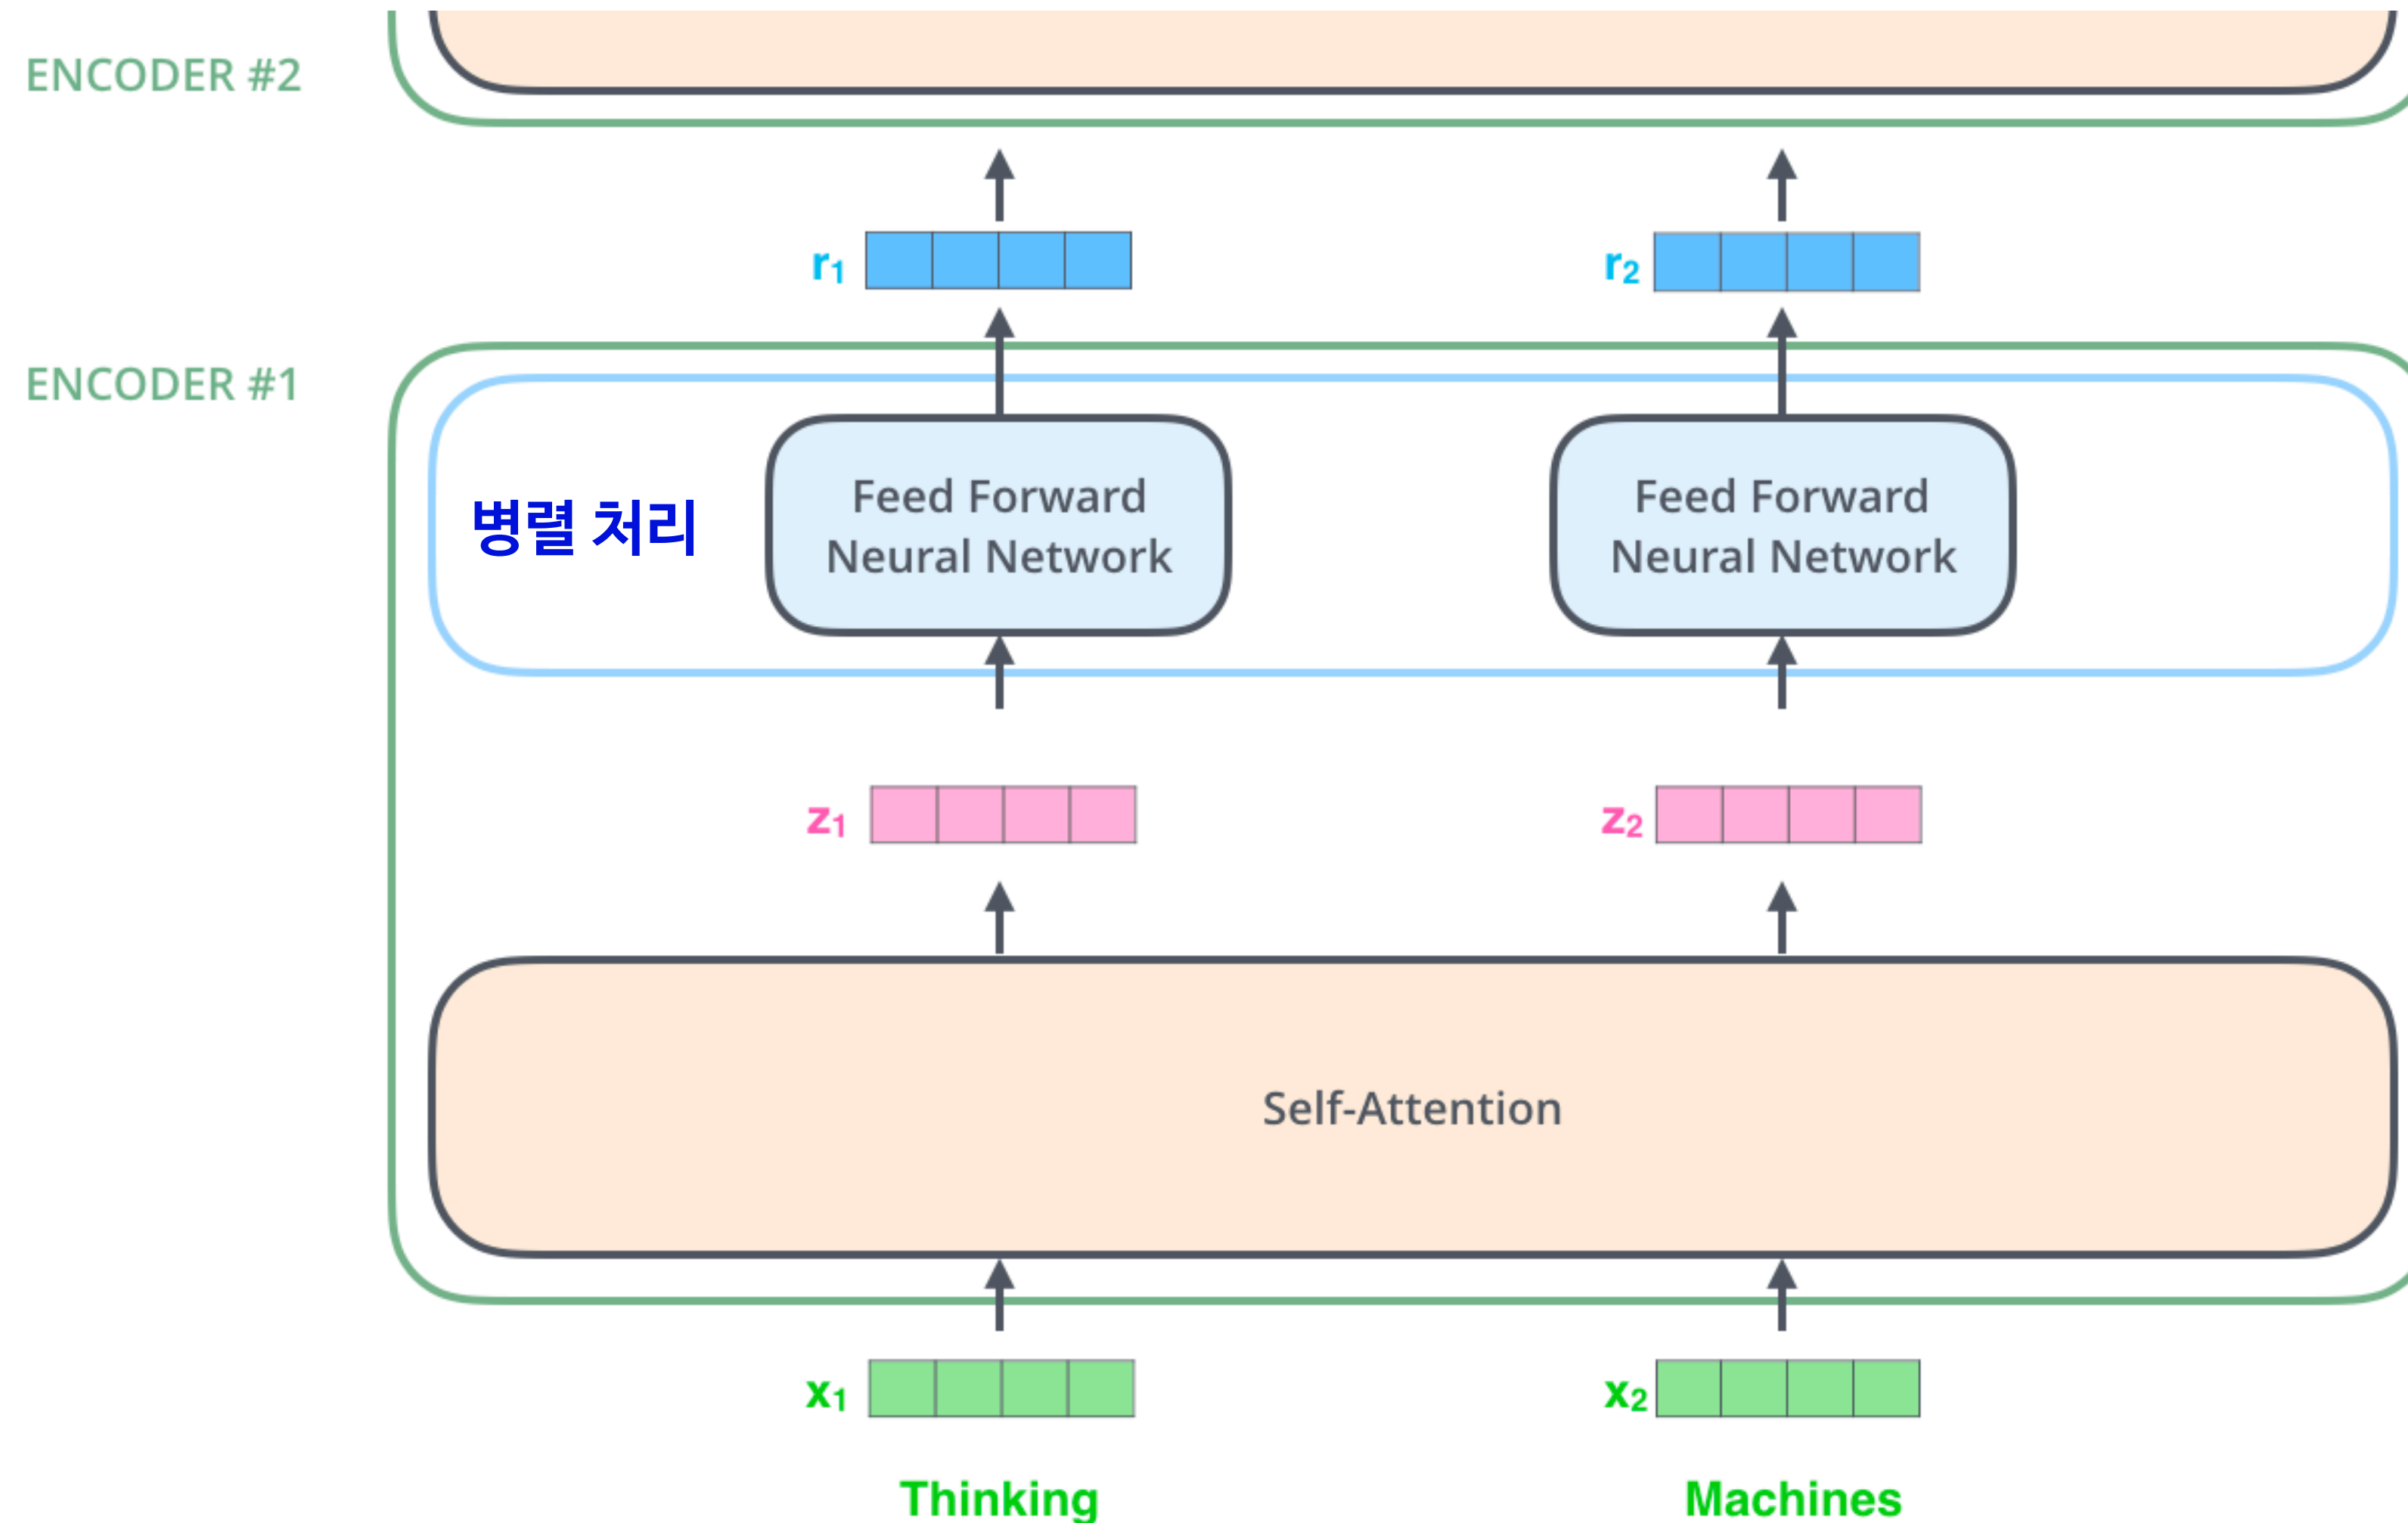 ENCODER #2
r1
r2
ENCODER #1
병렬 처리
Feed Forward
Neural Network
Feed Forward
Neural Network
z1
z2
Self-Attention
x1
x2
Thinking
Machines